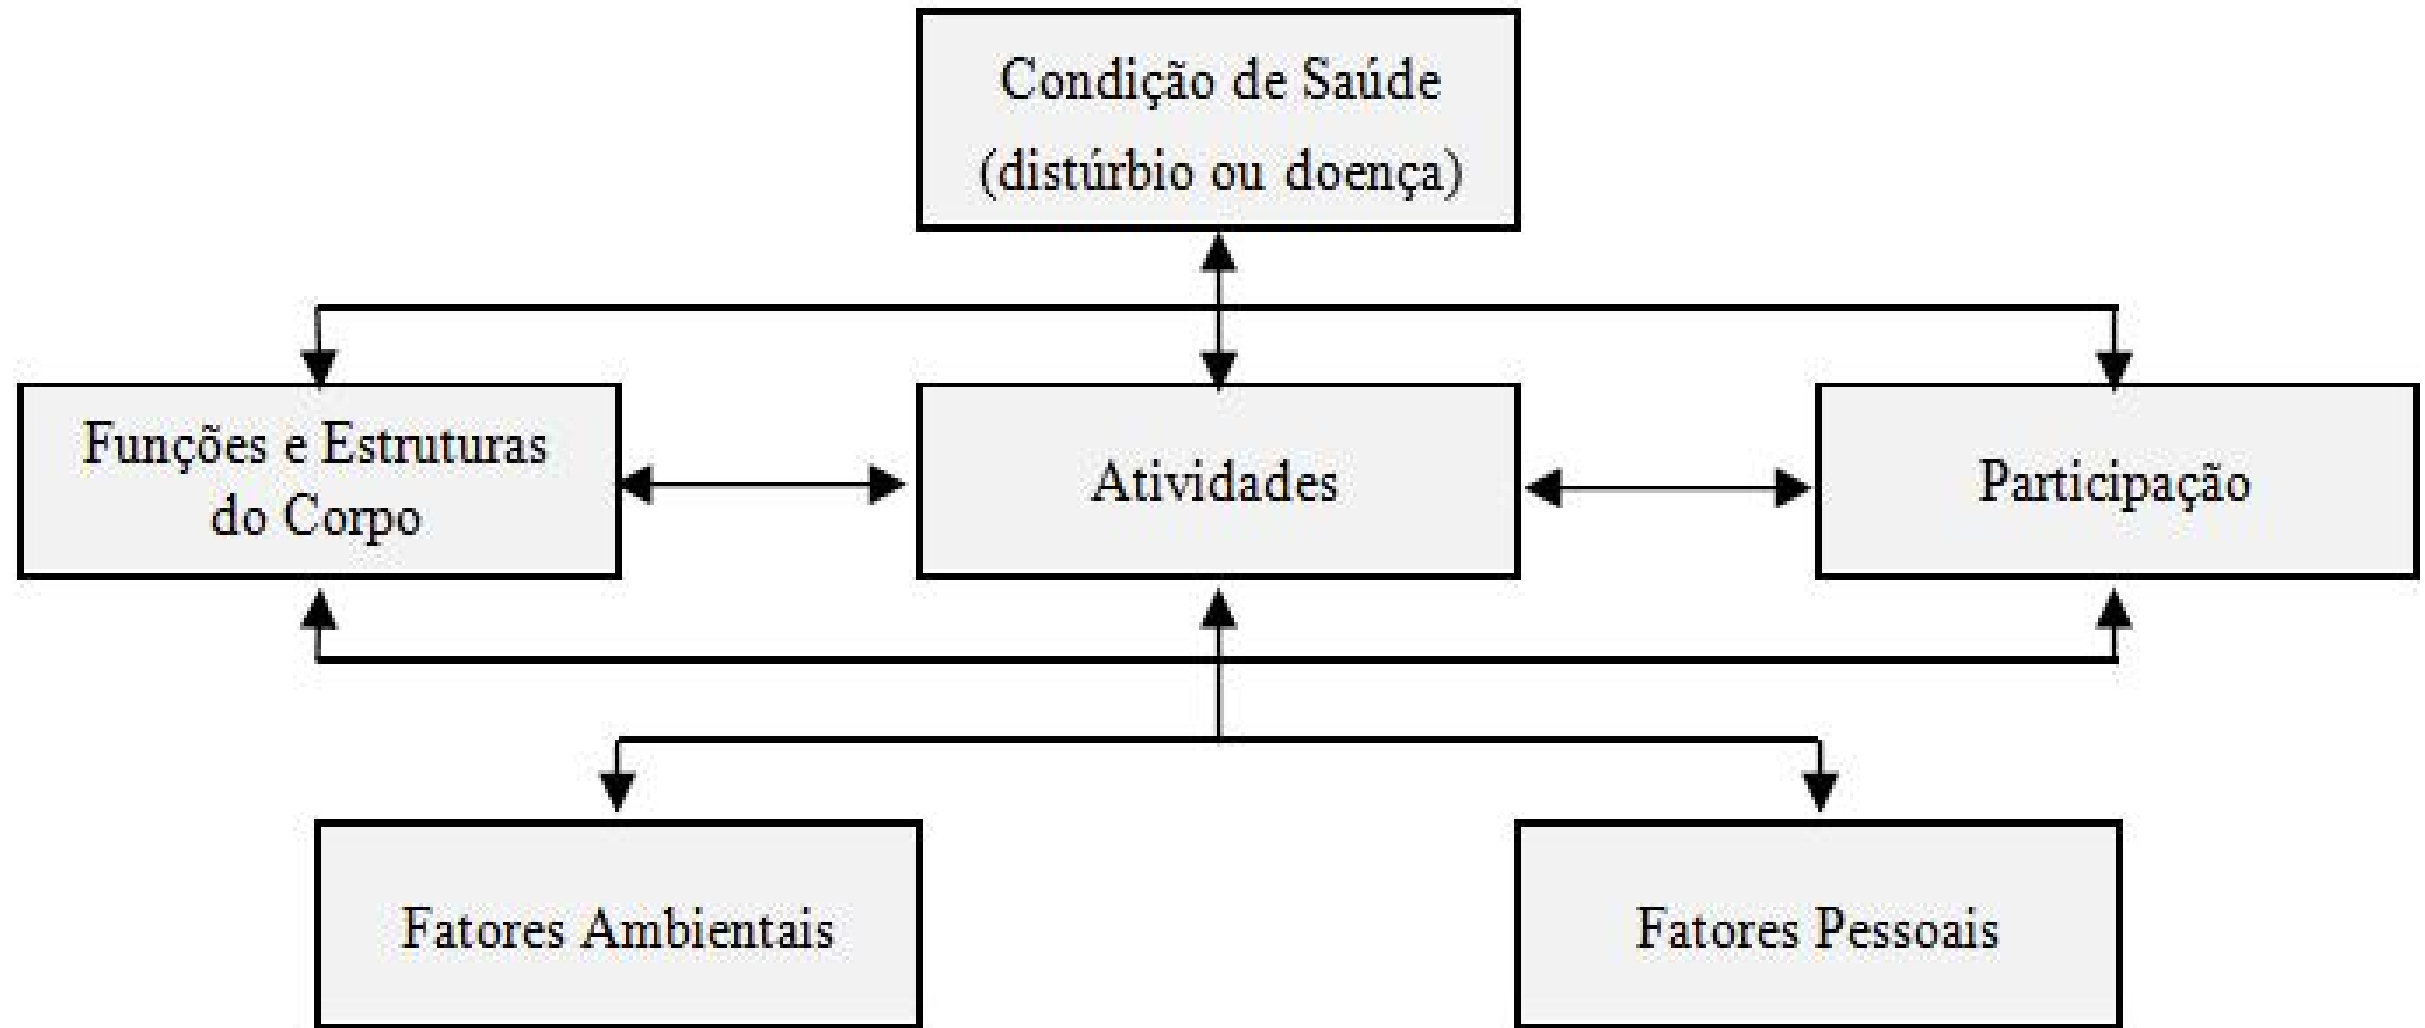 Condição de Saúde
(distúrbio ou doença)
Funções e Estruturas
do Corpo
Atividades
Participação
Fatores Ambientais
Fatores Pessoais